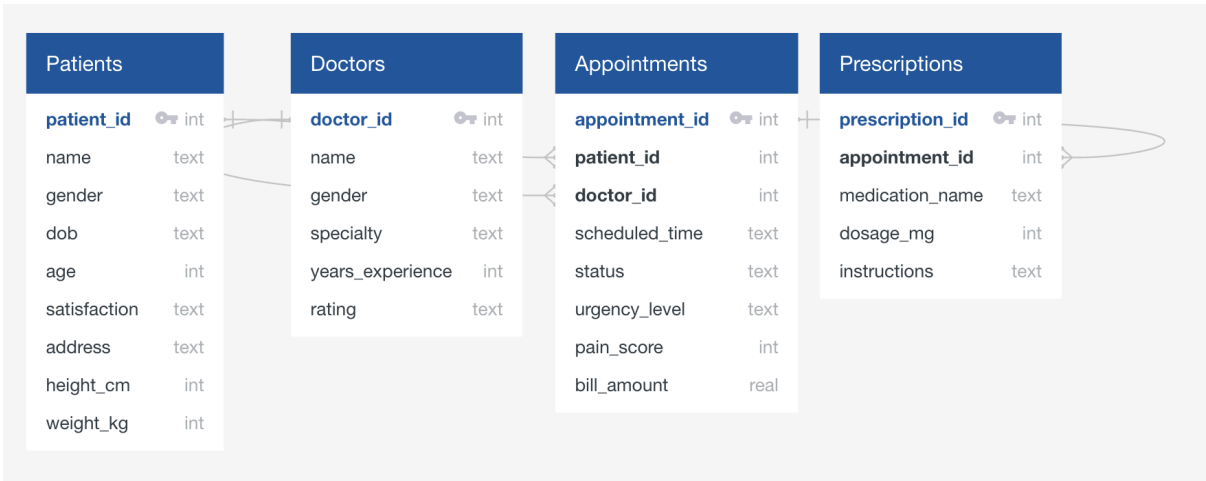 Patients
patient_id int
name text
gender text
dob text
age int
satisfaction text
address text
height_cm int
weight_kg int
Doctors
doctor_id int
name text
gender text
specialty text
years_experience int
rating text
Appointments
appointment_id int
patient_id int
doctor_id int
scheduled_time text
status text
urgency_level text
pain_score int
bill_amount real
Prescriptions
prescription_id int
appointment_id int
medication_name text
dosage_mg int
instructions text